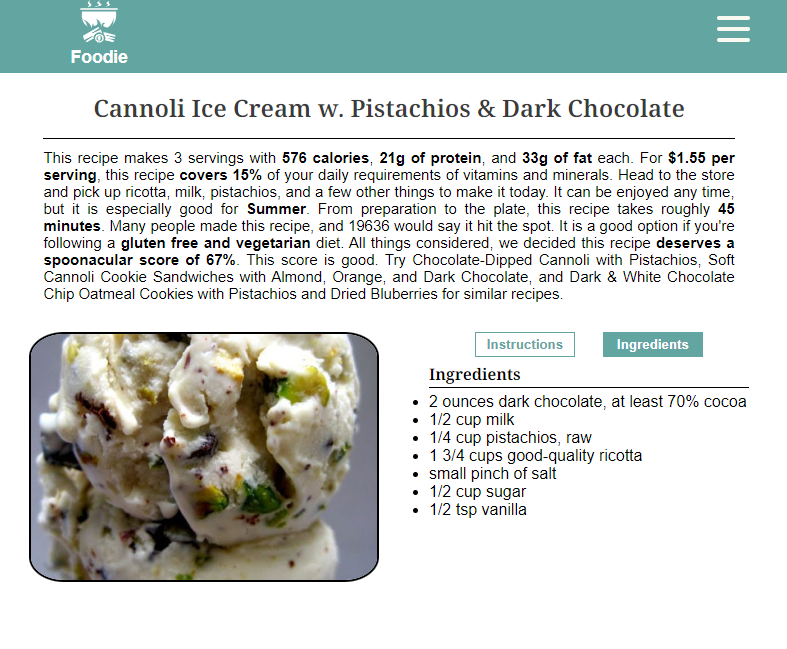 Foodie
Cannoli Ice Cream w. Pistachios & Dark Chocolate
This recipe makes 3 servings with 576 calories, 21g of protein, and 33g of fat each. For $1.55 per
serving, this recipe covers 15% of your daily requirements of vitamins and minerals. Head to the store
and pick up ricotta, milk, pistachios, and a few other things to make it today. It can be enjoyed any time,
but it is especially good for Summer. From preparation to the plate, this recipe takes roughly 45
minutes. Many people made this recipe, and 19636 would say it hit the spot. It is a good option if you're
following a gluten free and vegetarian diet. All things considered, we decided this recipe deserves a
spoonacular score of 67%. This score is good. Try Chocolate-Dipped Cannoli with Pistachios, Soft
Cannoli Cookie Sandwiches with Almond, Orange, and Dark Chocolate, and Dark & White Chocolate
Chip Oatmeal Cookies with Pistachios and Dried Bluberries for similar recipes.
Instructions
Ingredients
Ingredients
2 ounces dark chocolate, at least 70% cocoa
1/2 cup milk
1/4 cup pistachios, raw
1 3/4 cups good-quality ricotta
small pinch of salt
1/2 cup sugar
1/2 tsp vanilla